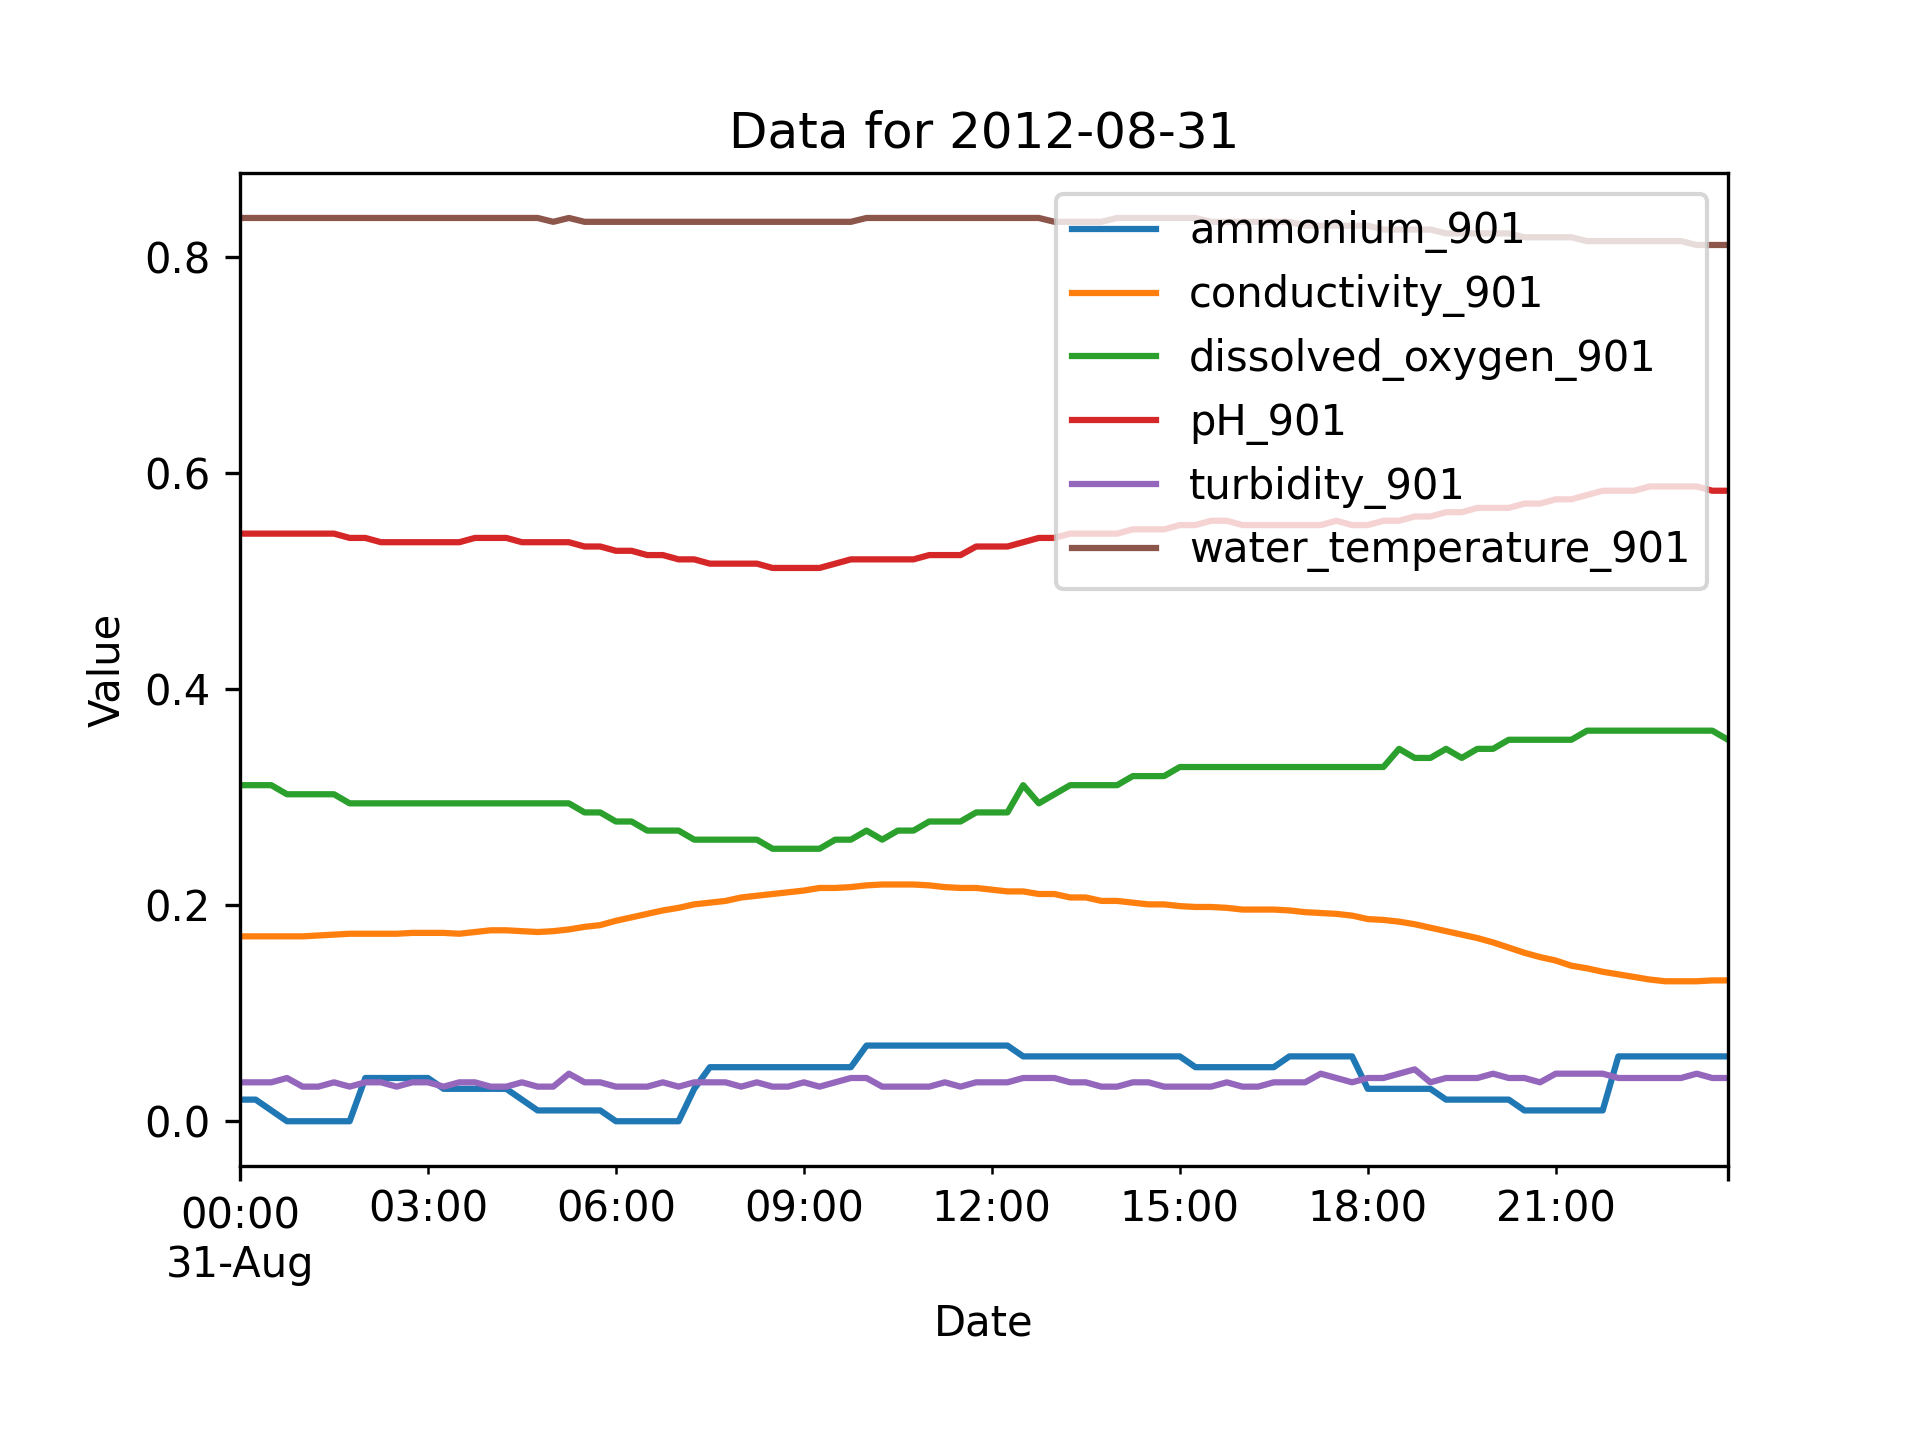 Data for 2012-08-31
ammonium_901
conductivity_901
dissolved_oxygen_901
pH_901
turbidity_901
water_temperature_901
Value
0.8
0.6
0.4
0.2
0.0
00:00 03:00 06:00 09:00 12:00 15:00 18:00 21:00
31-Aug
Date